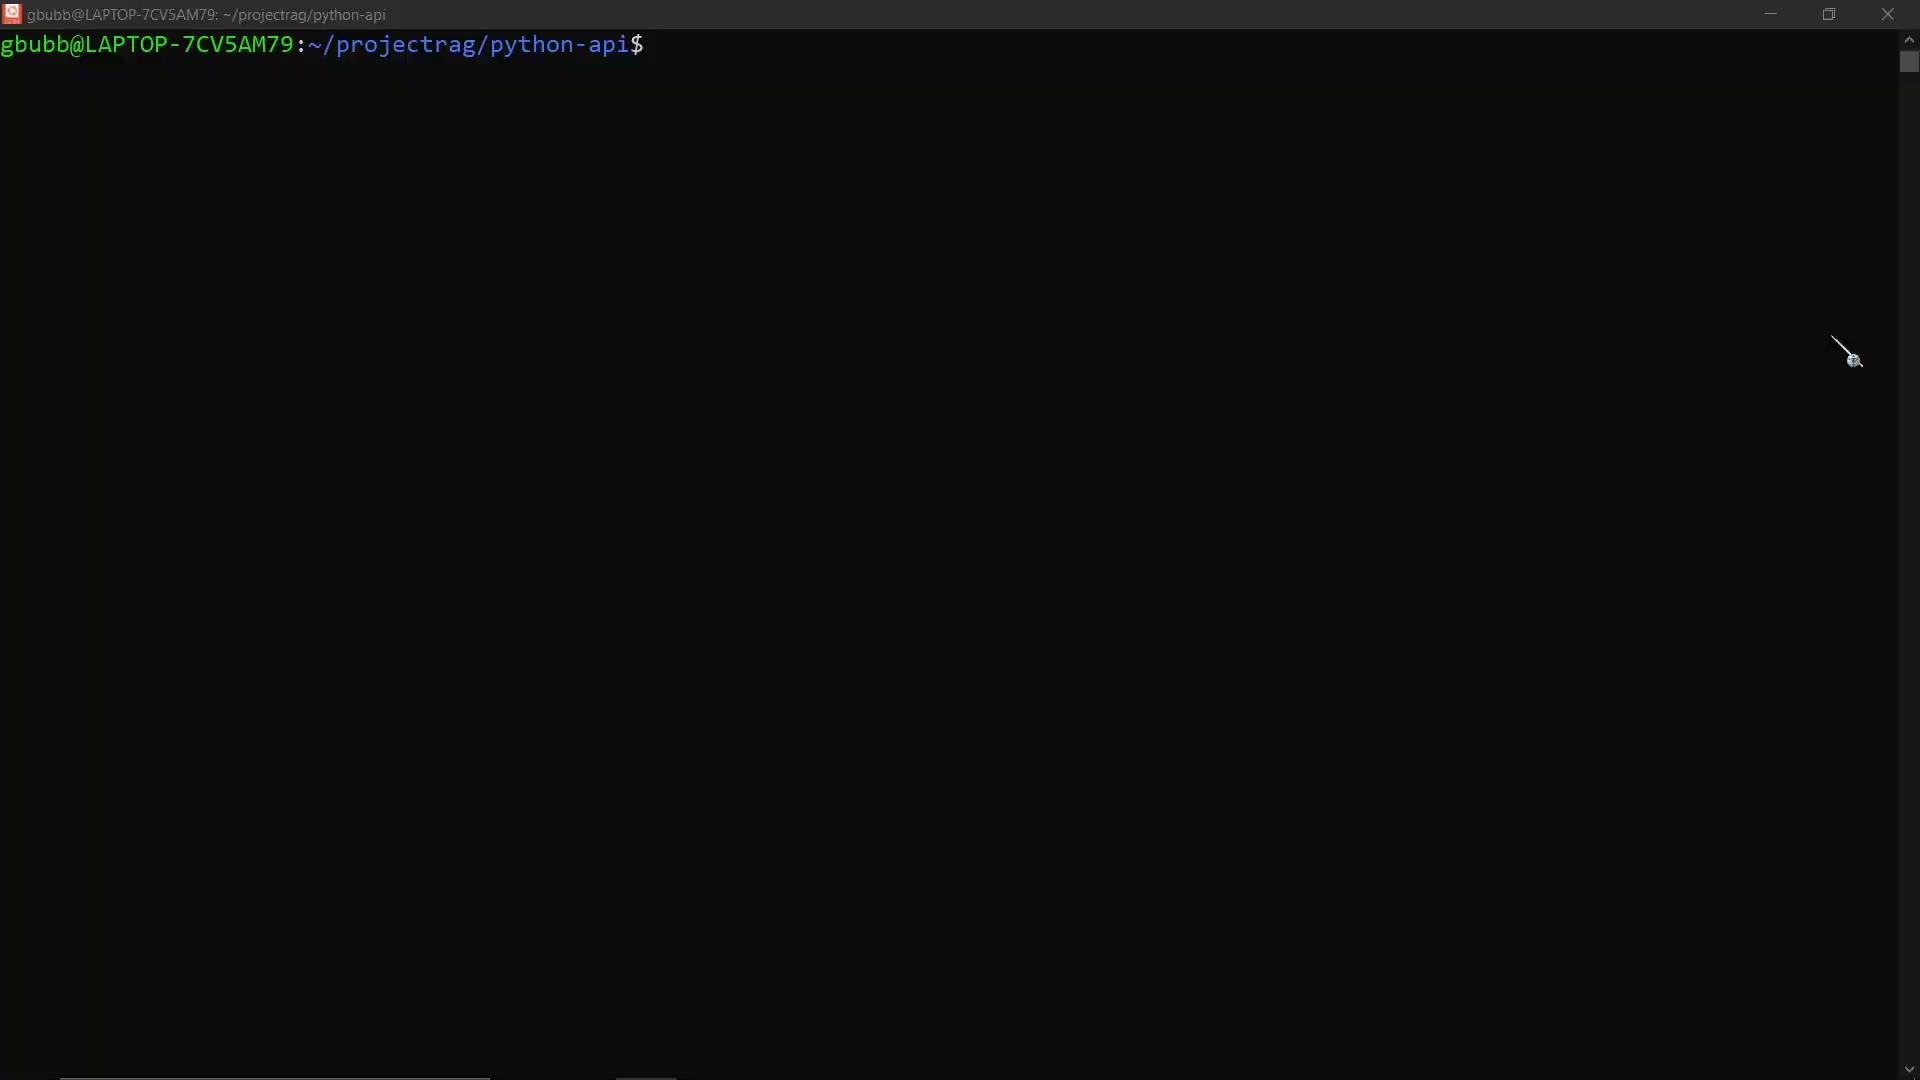 gbubb@LAPTOP-7CV5AM79: ~/projectrag/python-api
gbubb@LAPTOP-7CV5AM79:~/projectrag/python-api$